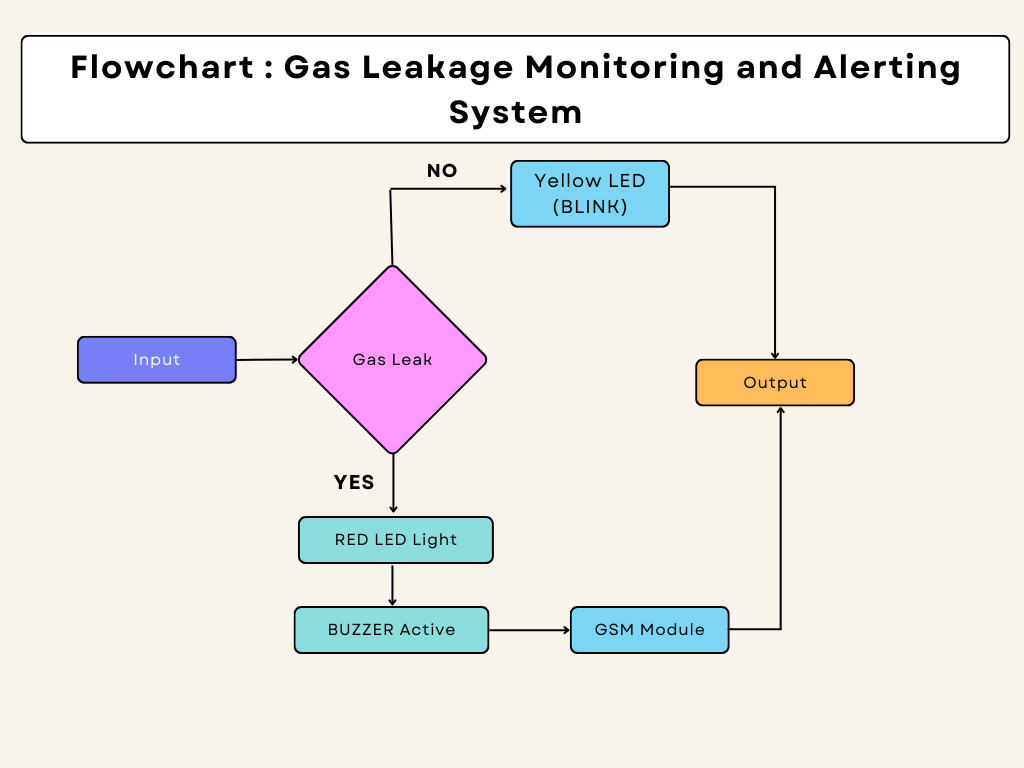 Flowchart : Gas Leakage Monitoring and Alerting
System
NO
Yellow LED
(BLINK)
Input
Gas Leak
Output
YES
RED LED Light
BUZZER Active
GSM Module